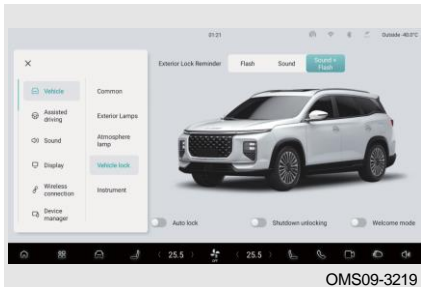 01:21
Outside -40.0°C
Exterior Lock Reminder
Flash
Sound
Sound +
Flash
Vehicle
Common
Assisted
driving
Exterior Lamps
Sound
Atmosphere
lamp
Display
Vehicle lock
Wireless
connection
Instrument
Device
manager
Auto lock
Shutdown unlocking
Welcome mode
25.5
OFF
25.5
OMS09-3219